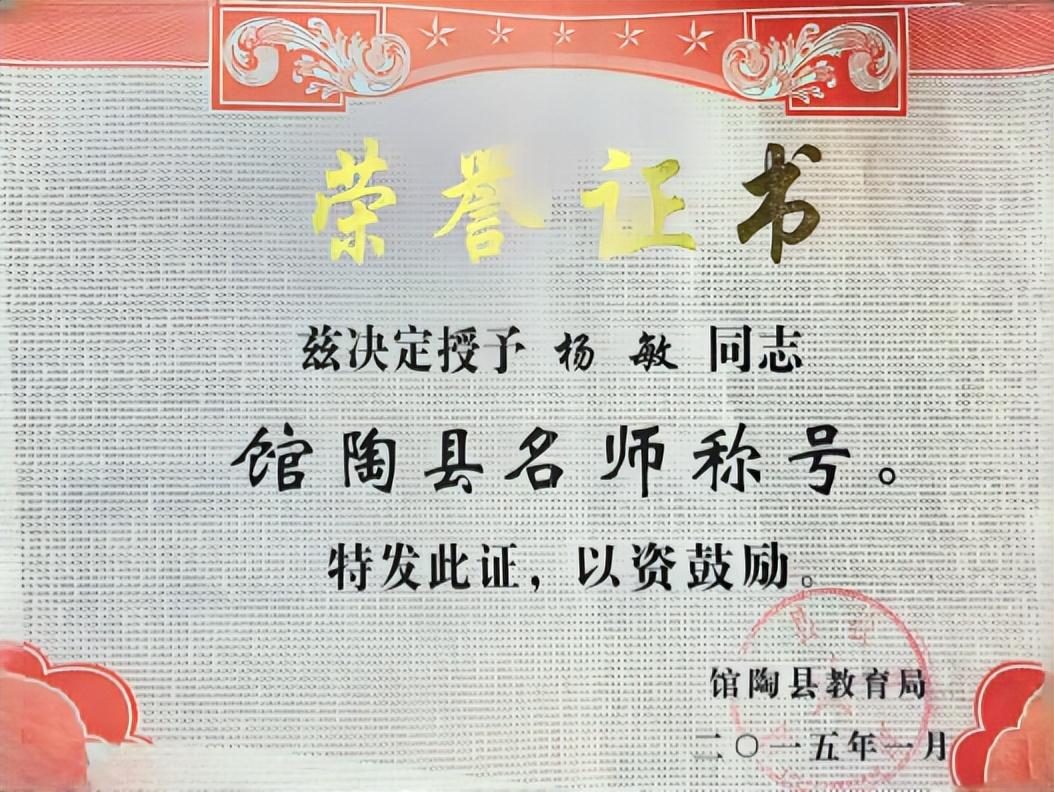 荣誉证书
兹决定授予 杨 敏 同志
馆陶县名师称号。
特发此证，以资鼓励。
馆陶县教育局
二〇一五年一月